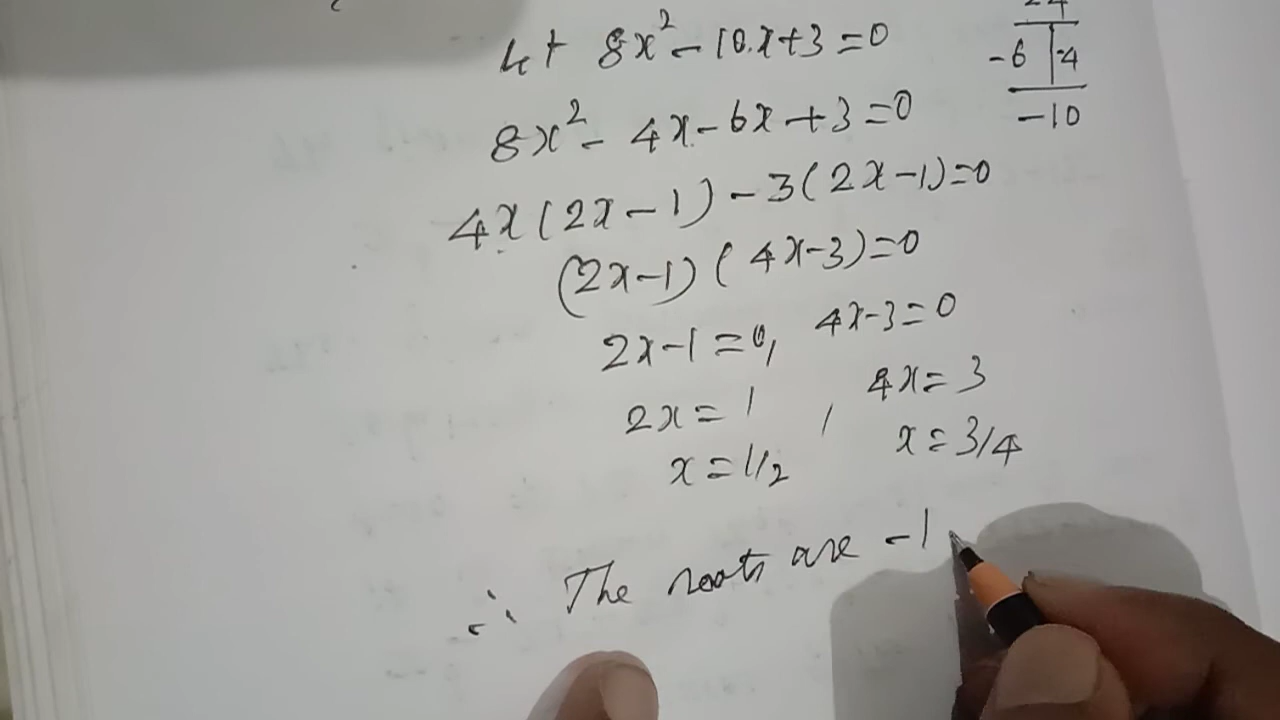 let 8x² - 10x + 3 = 0
24
-6 | -4
-10
8x² - 4x - 6x + 3 = 0
4x(2x - 1) - 3(2x - 1) = 0
(2x - 1)(4x - 3) = 0
2x - 1 = 0, 4x - 3 = 0
2x = 1, 4x = 3
x = 1/2 x = 3/4
∴ The roots are -1